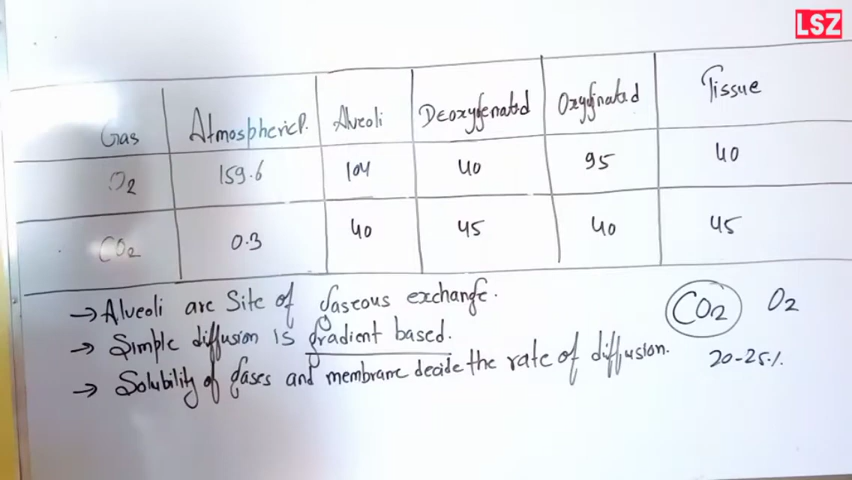 LSZ
Gas Atmospheric P. Alveoli Deoxygenated Oxyginated Tissue
O2 159.6 104 40 95 40
CO2 0.3 40 45 40 45
→ Alveoli are Site of Gaseous exchange.
→ Simple diffusion is gradient based.
→ Solubility of gases and membrane decide the rate of diffusion.
CO2 O2
20-25%